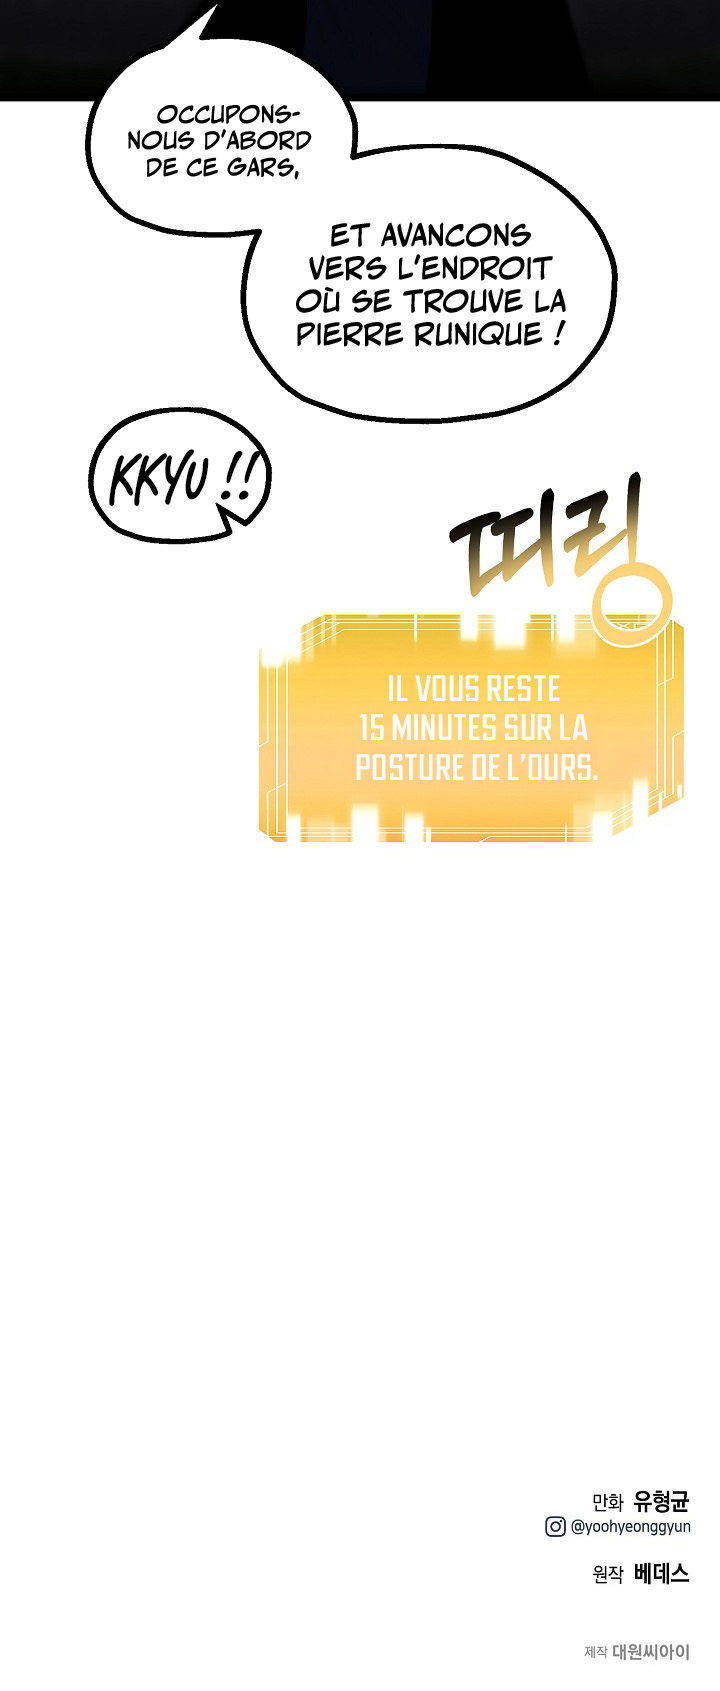 OCCUPONS-
NOUS D'ABORD
DE CE GARS,
ET AVANCONS
VERS L'ENDROIT
OÙ SE TROUVE LA
PIERRE RUNIQUE !
KKYU !!
띠링
IL VOUS RESTE
15 MINUTES SUR LA
POSTURE DE L'OURS.
만화 유형균
@yoohyeonggyun
원작 베데스
제작 대원씨아이